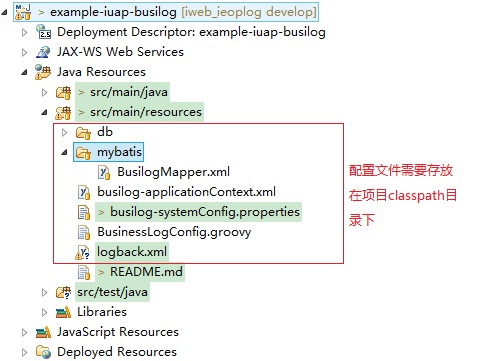 > example-iuap-busilog [iweb_ieoplog develop]
Deployment Descriptor: example-iuap-busilog
JAX-WS Web Services
Java Resources
> src/main/java
> src/main/resources
db
mybatis
BusilogMapper.xml
busilog-applicationContext.xml
> busilog-systemConfig.properties
BusinessLogConfig.groovy
logback.xml
> README.md
src/test/java
Libraries
JavaScript Resources
Deployed Resources
配置文件需要存放
在项目classpath目
录下